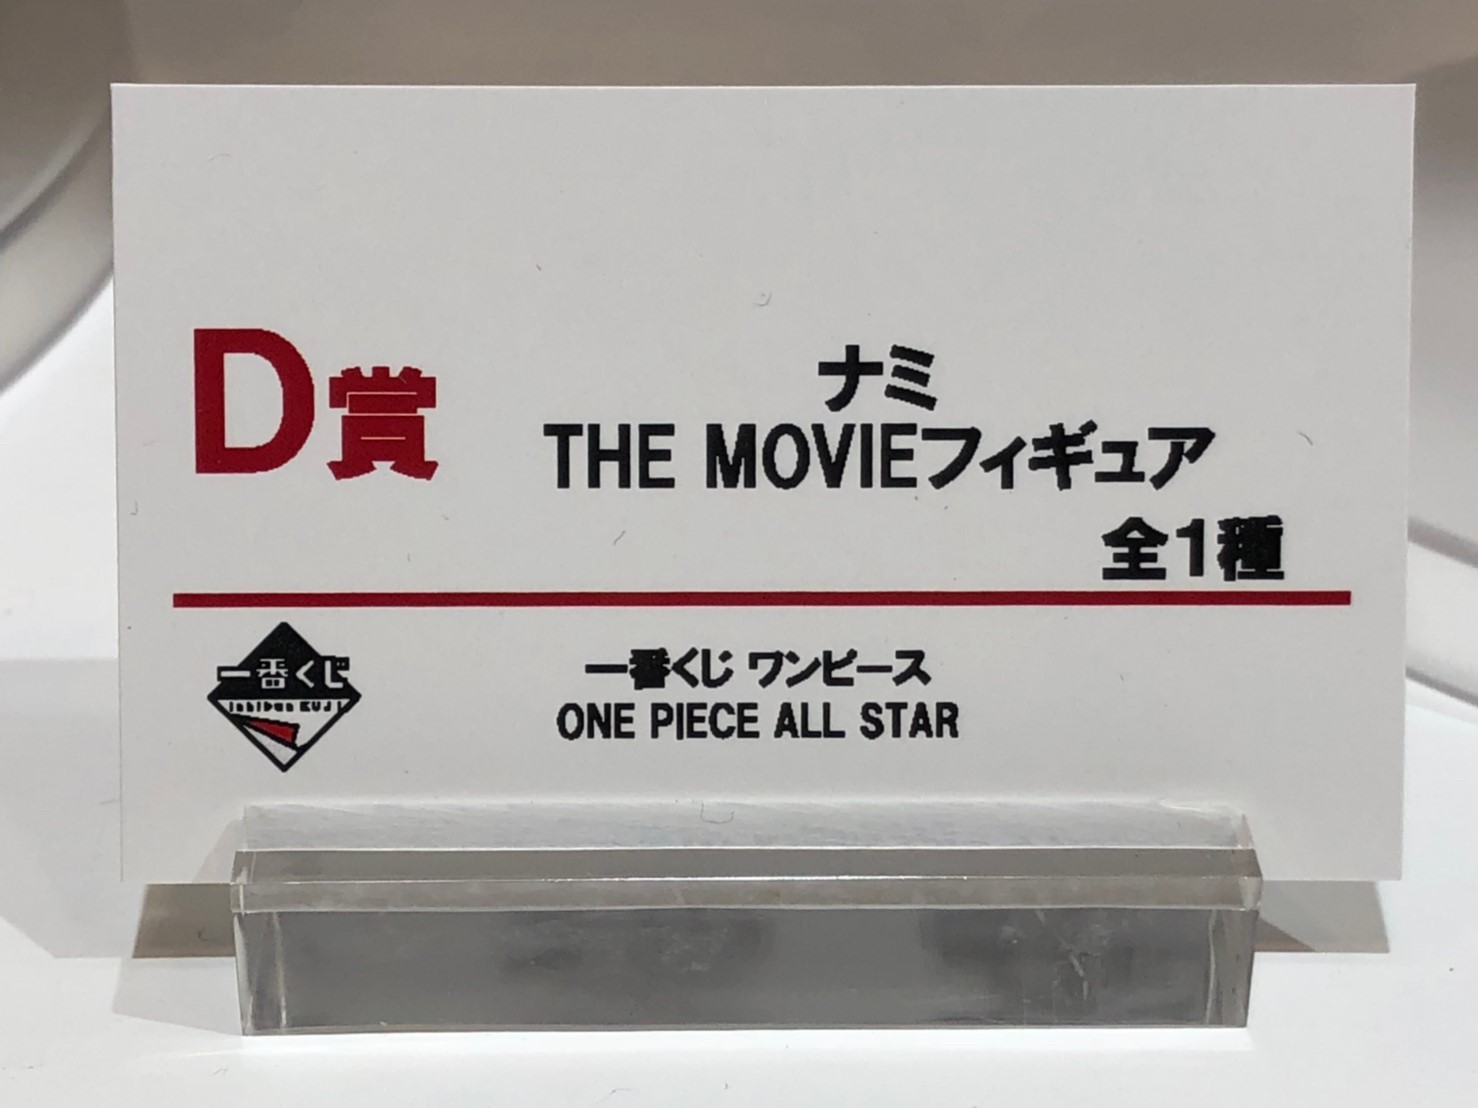 D賞
ナミ
THE MOVIEフィギュア
全1種
一番くじ
Ichiban KUJI
一番くじ ワンピース
ONE PIECE ALL STAR